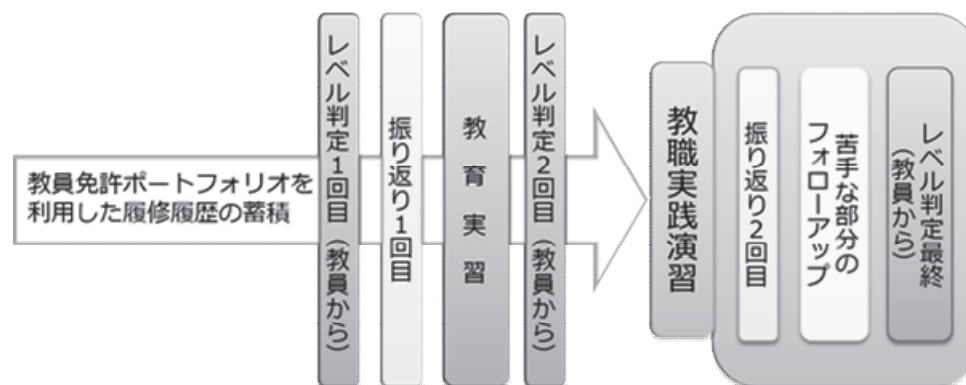 教員免許ポートフォリオを
利用した履修履歴の蓄積
レベル判定1回目（教員から）
振り返り1回目
教育実習
レベル判定2回目（教員から）
教職実践演習
振り返り2回目
苦手な部分の
フォローアップ
レベル判定最終
（教員から）